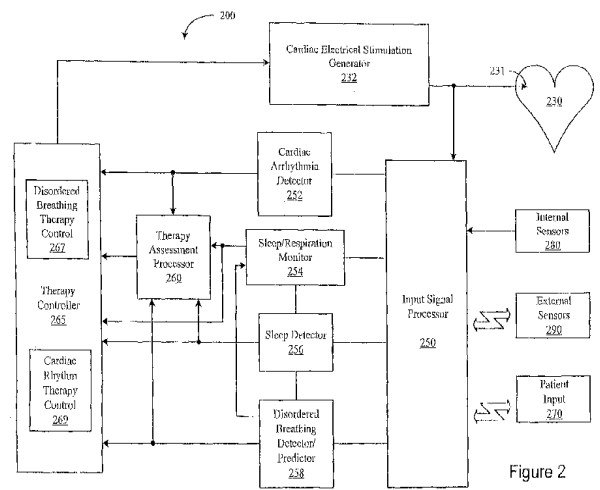 200
Cardiac Electrical Stimulation
Generator
232
231
230
Cardiac
Arrhythmia
Detector
252
Disordered
Breathing
Therapy
Control
267
Therapy
Assessment
Processor
260
Sleep/Respiration
Monitor
254
Internal
Sensors
280
Therapy
Controller
265
Input Signal
Processor
250
External
Sensors
290
Sleep Detector
256
Cardiac
Rhythm
Therapy
Control
269
Disordered
Breathing
Detector/
Predictor
258
Patient
Input
270
Figure 2